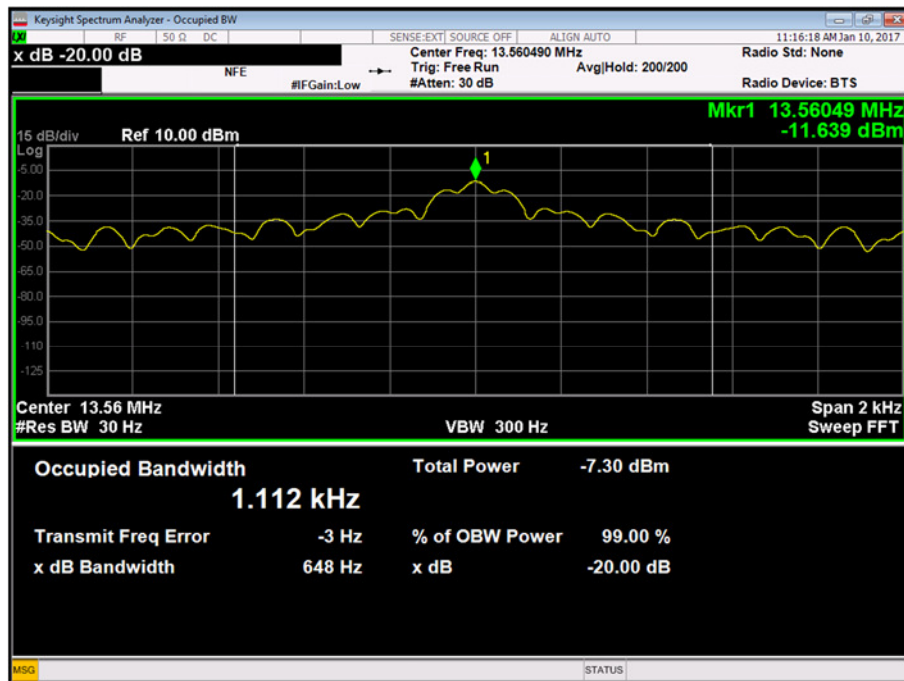 Keysight Spectrum Analyzer - Occupied BW
LXI RF 50 Ω DC SENSE:EXT SOURCE OFF ALIGN AUTO 11:16:18 AM Jan 10, 2017
x dB -20.00 dB Center Freq: 13.560490 MHz Radio Std: None
NFE Trig: Free Run Avg|Hold: 200/200
#IFGain:Low #Atten: 30 dB Radio Device: BTS
Mkr1 13.56049 MHz
15 dB/div Ref 10.00 dBm -11.639 dBm
Log
1
-5.00
-20.0
-35.0
-50.0
-65.0
-80.0
-95.0
-110
-125
Center 13.56 MHz Span 2 kHz
#Res BW 30 Hz VBW 300 Hz Sweep FFT
Occupied Bandwidth Total Power -7.30 dBm
1.112 kHz
Transmit Freq Error -3 Hz % of OBW Power 99.00 %
x dB Bandwidth 648 Hz x dB -20.00 dB
MSG STATUS